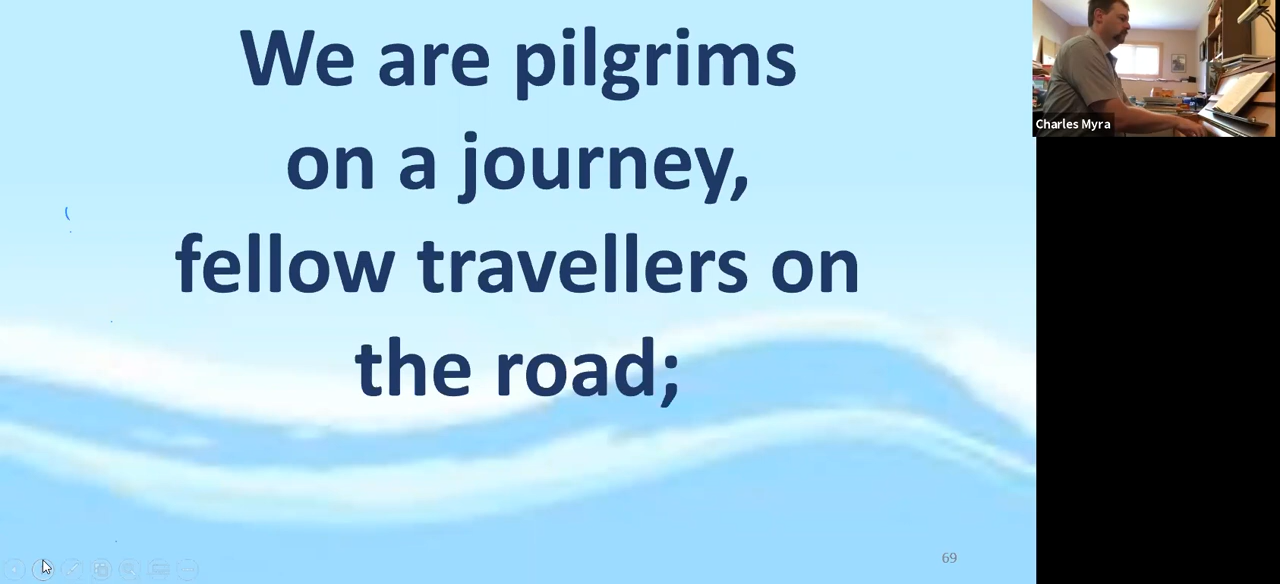 We are pilgrims
on a journey,
fellow travellers on
the road;
69
Charles Myra